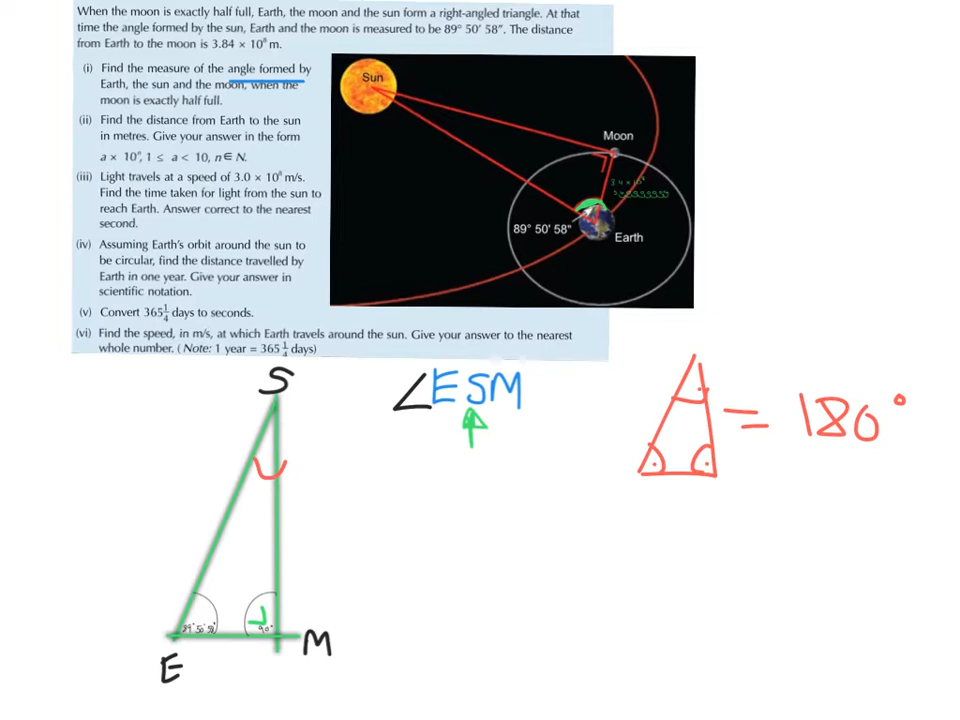 When the moon is exactly half full, Earth, the moon and the sun form a right-angled triangle. At that
time the angle formed by the sun, Earth and the moon is measured to be 89° 50′ 58″. The distance
from Earth to the moon is 3.84 × 10⁸ m.
(i) Find the measure of the angle formed by
Earth, the sun and the moon, when the
moon is exactly half full.
(ii) Find the distance from Earth to the sun
in metres. Give your answer in the form
a × 10ⁿ, 1 ≤ a < 10, n ∈ N.
(iii) Light travels at a speed of 3.0 × 10⁸ m/s.
Find the time taken for light from the sun to
reach Earth. Answer correct to the nearest
second.
(iv) Assuming Earth's orbit around the sun to
be circular, find the distance travelled by
Earth in one year. Give your answer in
scientific notation.
(v) Convert 365¼ days to seconds.
(vi) Find the speed, in m/s, at which Earth travels around the sun. Give your answer to the nearest
whole number. (Note: 1 year = 365¼ days)
Sun
Moon
89° 50' 58"
Earth
S
∠ESM
= 180°
89° 50' 58"
90°
E
M